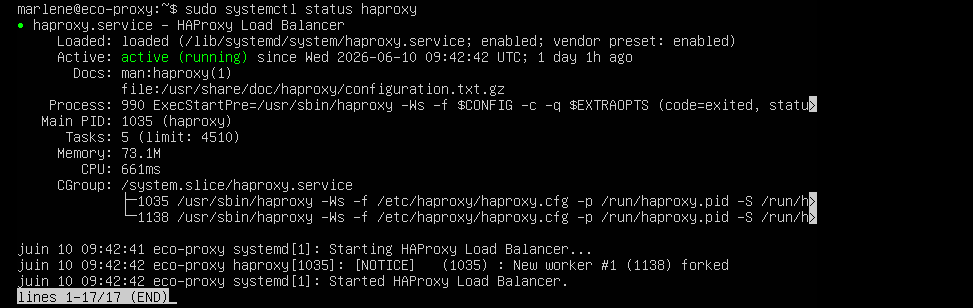 marlene@eco-proxy:~$ sudo systemctl status haproxy
● haproxy.service - HAProxy Load Balancer
Loaded: loaded (/lib/systemd/system/haproxy.service; enabled; vendor preset: enabled)
Active: active (running) since Wed 2026-06-10 09:42:42 UTC; 1 day 1h ago
Docs: man:haproxy(1)
file:/usr/share/doc/haproxy/configuration.txt.gz
Process: 990 ExecStartPre=/usr/sbin/haproxy -Ws -f $CONFIG -c -q $EXTRAOPTS (code=exited, statu>
Main PID: 1035 (haproxy)
Tasks: 5 (limit: 4510)
Memory: 73.1M
CPU: 661ms
CGroup: /system.slice/haproxy.service
├─1035 /usr/sbin/haproxy -Ws -f /etc/haproxy/haproxy.cfg -p /run/haproxy.pid -S /run/h>
└─1138 /usr/sbin/haproxy -Ws -f /etc/haproxy/haproxy.cfg -p /run/haproxy.pid -S /run/h>
juin 10 09:42:41 eco-proxy systemd[1]: Starting HAProxy Load Balancer...
juin 10 09:42:42 eco-proxy haproxy[1035]: [NOTICE] (1035) : New worker #1 (1138) forked
juin 10 09:42:42 eco-proxy systemd[1]: Started HAProxy Load Balancer.
lines 1-17/17 (END)